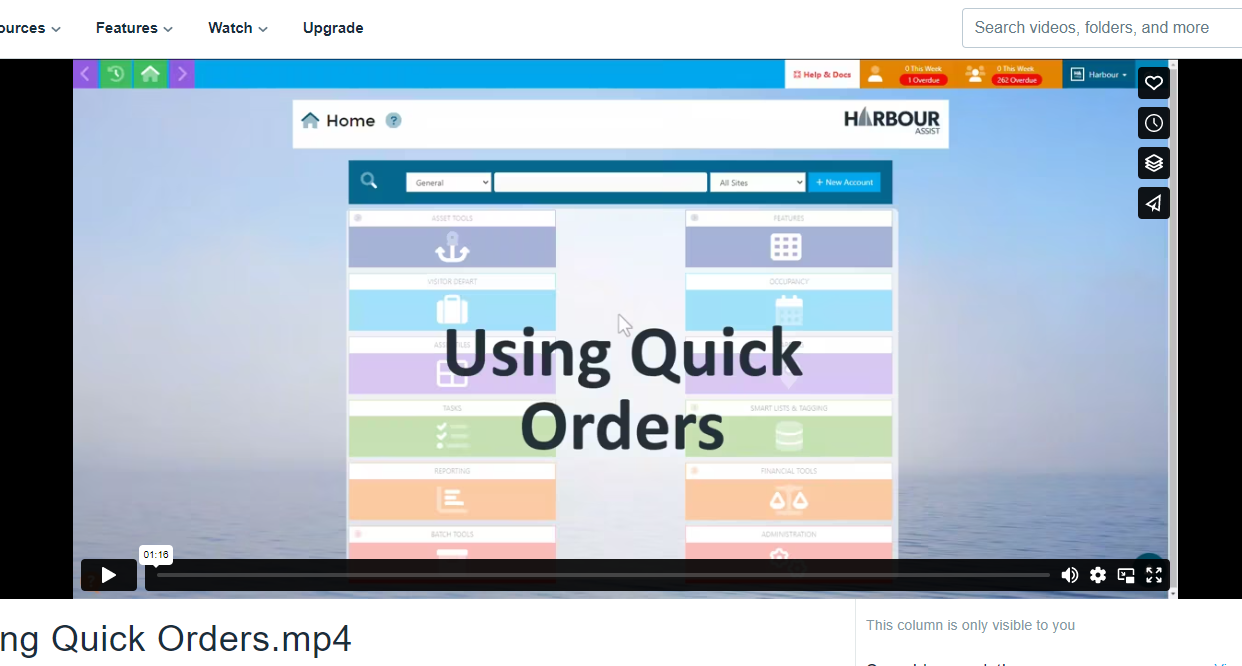 ources Features Watch Upgrade
Search videos, folders, and more
Help & Docs 0 This Week 0 This Week Harbour
1 Overdue 262 Overdue
Home ? HARBOUR
ASSIST
General All Sites + New Account
ASSET TOOLS FEATURES
VISITOR DEPART OCCUPANCY
TASKS SMART LISTS & TAGGING
Using Quick
Orders
REPORTING FINANCIAL TOOLS
BATCH TOOLS ADMINISTRATION
01:16
ng Quick Orders.mp4
This column is only visible to you